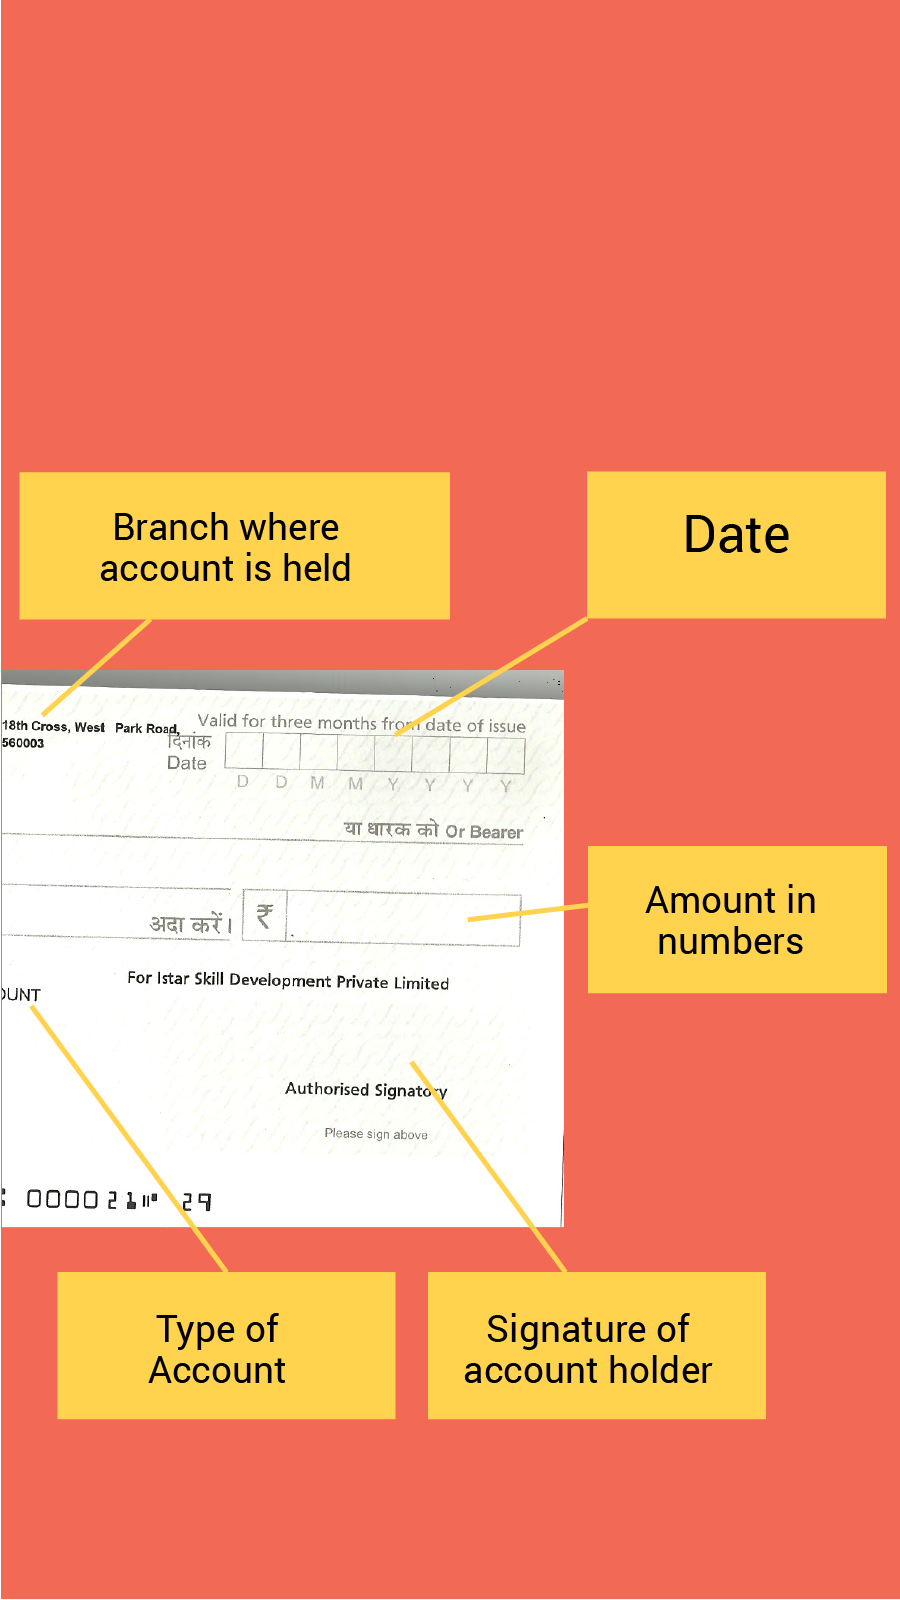 Branch where
account is held
Date
18th Cross, West Park Road,
560003
Valid for three months from date of issue
दिनांक
Date
D D M M Y Y Y Y
या धारक को Or Bearer
अदा करें। ₹
Amount in
numbers
For Istar Skill Development Private Limited
OUNT
Authorised Signatory
Please sign above
⑆ 000021⑈ 29
Type of
Account
Signature of
account holder